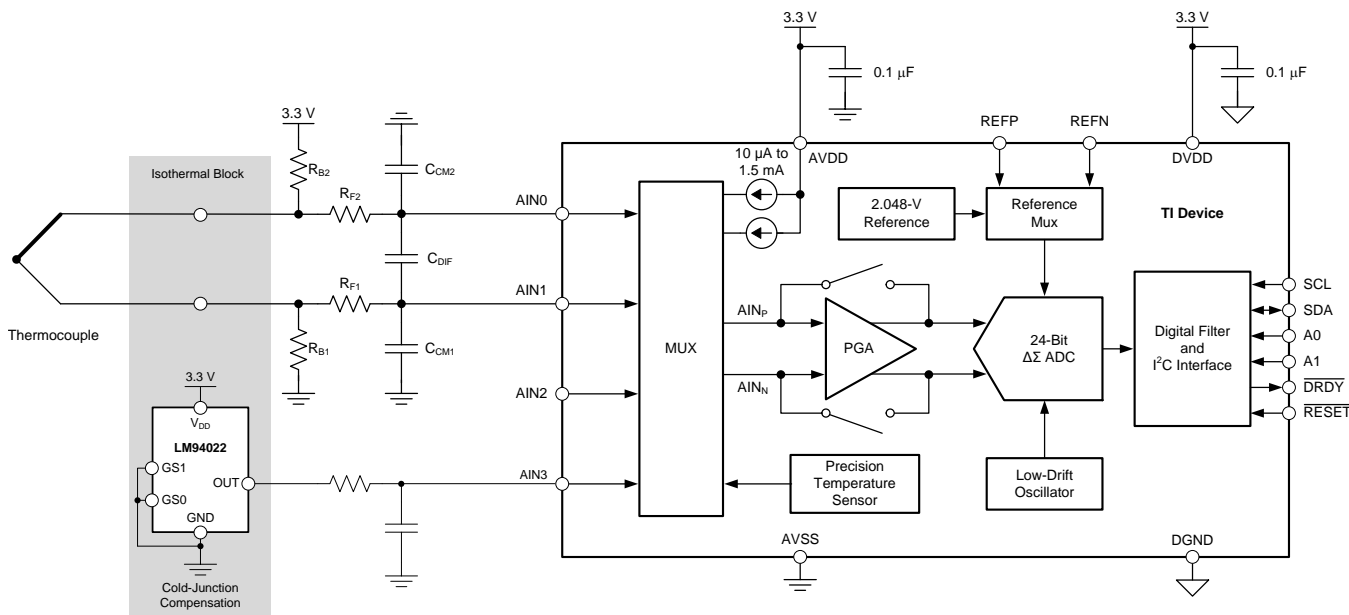 3.3 V
0.1 μF
3.3 V
0.1 μF
3.3 V
REFP
REFN
AVDD
DVDD
Isothermal Block
RB2
RF2
CCM2
10 μA to
1.5 mA
2.048-V
Reference
Reference
Mux
TI Device
AIN0
CDIF
RF1
AIN1
Thermocouple
RB1
CCM1
MUX
AINP
PGA
AINN
24-Bit
ΔΣ ADC
Digital Filter
and
I2C Interface
SCL
SDA
A0
A1
DRDY
RESET
3.3 V
VDD
LM94022
GS1
GS0
OUT
GND
AIN2
AIN3
Precision
Temperature
Sensor
Low-Drift
Oscillator
AVSS
DGND
Cold-Junction
Compensation